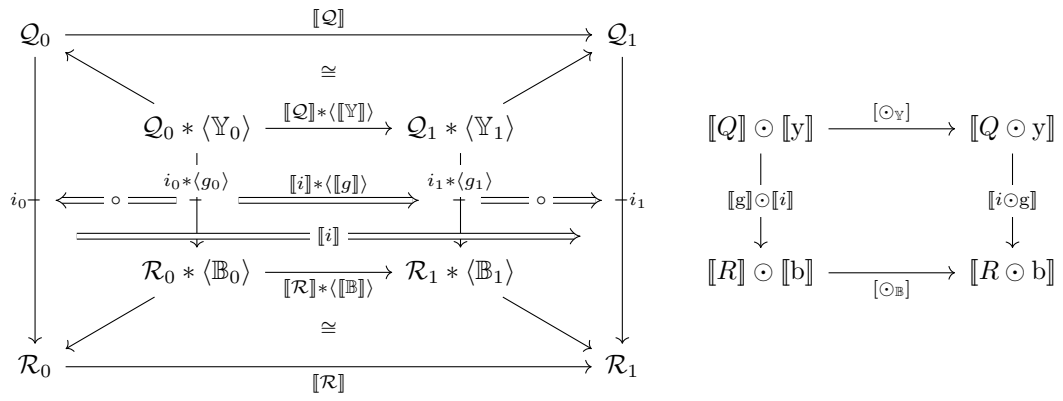 ⟦𝒬⟧
𝒬₀ 𝒬₁
≅
⟦𝒬⟧∗⟨⟦𝕐⟧⟩ [⊙_𝕐]
𝒬₀ ∗ ⟨𝕐₀⟩ 𝒬₁ ∗ ⟨𝕐₁⟩ ⟦Q⟧ ⊙ ⟦y⟧ ⟦Q ⊙ y⟧
i₀∗⟨g₀⟩ ⟦i⟧∗⟨⟦g⟧⟩ i₁∗⟨g₁⟩
i₀ ∘ ∘ i₁ ⟦g⟧⊙⟦i⟧ ⟦i⊙g⟧
⟦i⟧
ℛ₀ ∗ ⟨𝔹₀⟩ ℛ₁ ∗ ⟨𝔹₁⟩ ⟦R⟧ ⊙ ⟦b⟧ ⟦R ⊙ b⟧
⟦ℛ⟧∗⟨⟦𝔹⟧⟩ [⊙_𝔹]
≅
ℛ₀ ℛ₁
⟦ℛ⟧